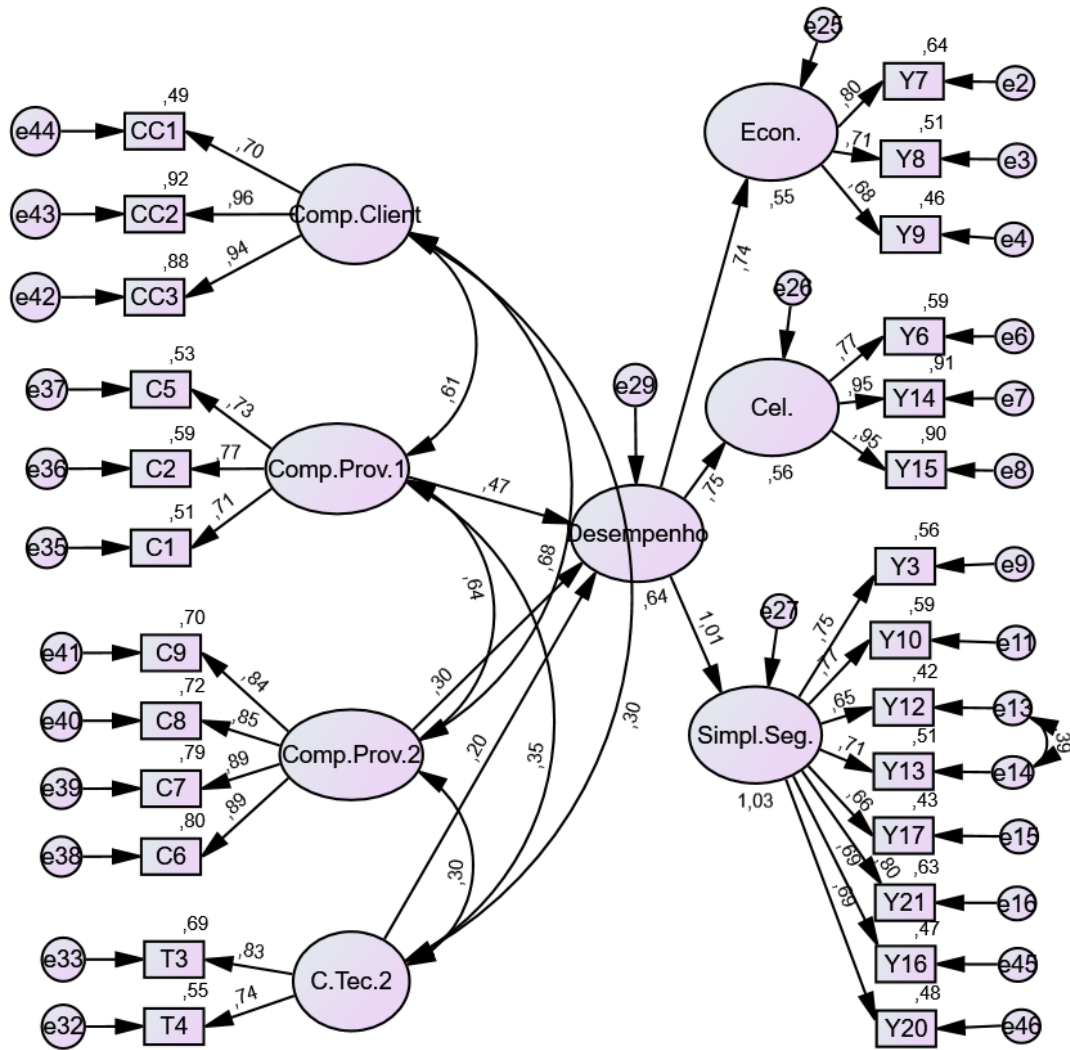 e25
,64
Y7
e2
,80
Econ.
,51
,71
Y8
e3
,68
,46
,55
Y9
e4
,49
e44
CC1
,70
,92
e43
CC2
,96
Comp.Client
,88
e42
CC3
,94
,74
e26
,59
Y6
e6
,77
,91
Cel.
,95
Y14
e7
,95
,90
,56
Y15
e8
,53
e37
C5
,73
,59
e36
C2
,77
Comp.Prov.1
,51
e35
C1
,71
,61
e29
,47
,75
Desempenho
,64
,68
,64
,56
Y3
e9
,75
e27
,59
1,01
Y10
e11
,77
,42
,65
Y12
e13
Simpl.Seg.
,51
,39
,71
Y13
e14
1,03
,66
,43
Y17
e15
,69
,80
,63
,69
Y21
e16
,47
Y16
e45
,48
Y20
e46
,70
e41
C9
,84
,72
e40
C8
,85
Comp.Prov.2
,79
e39
C7
,89
,80
e38
C6
,89
,30
,20
,35
,30
,30
,69
e33
T3
,83
C.Tec.2
,55
e32
T4
,74